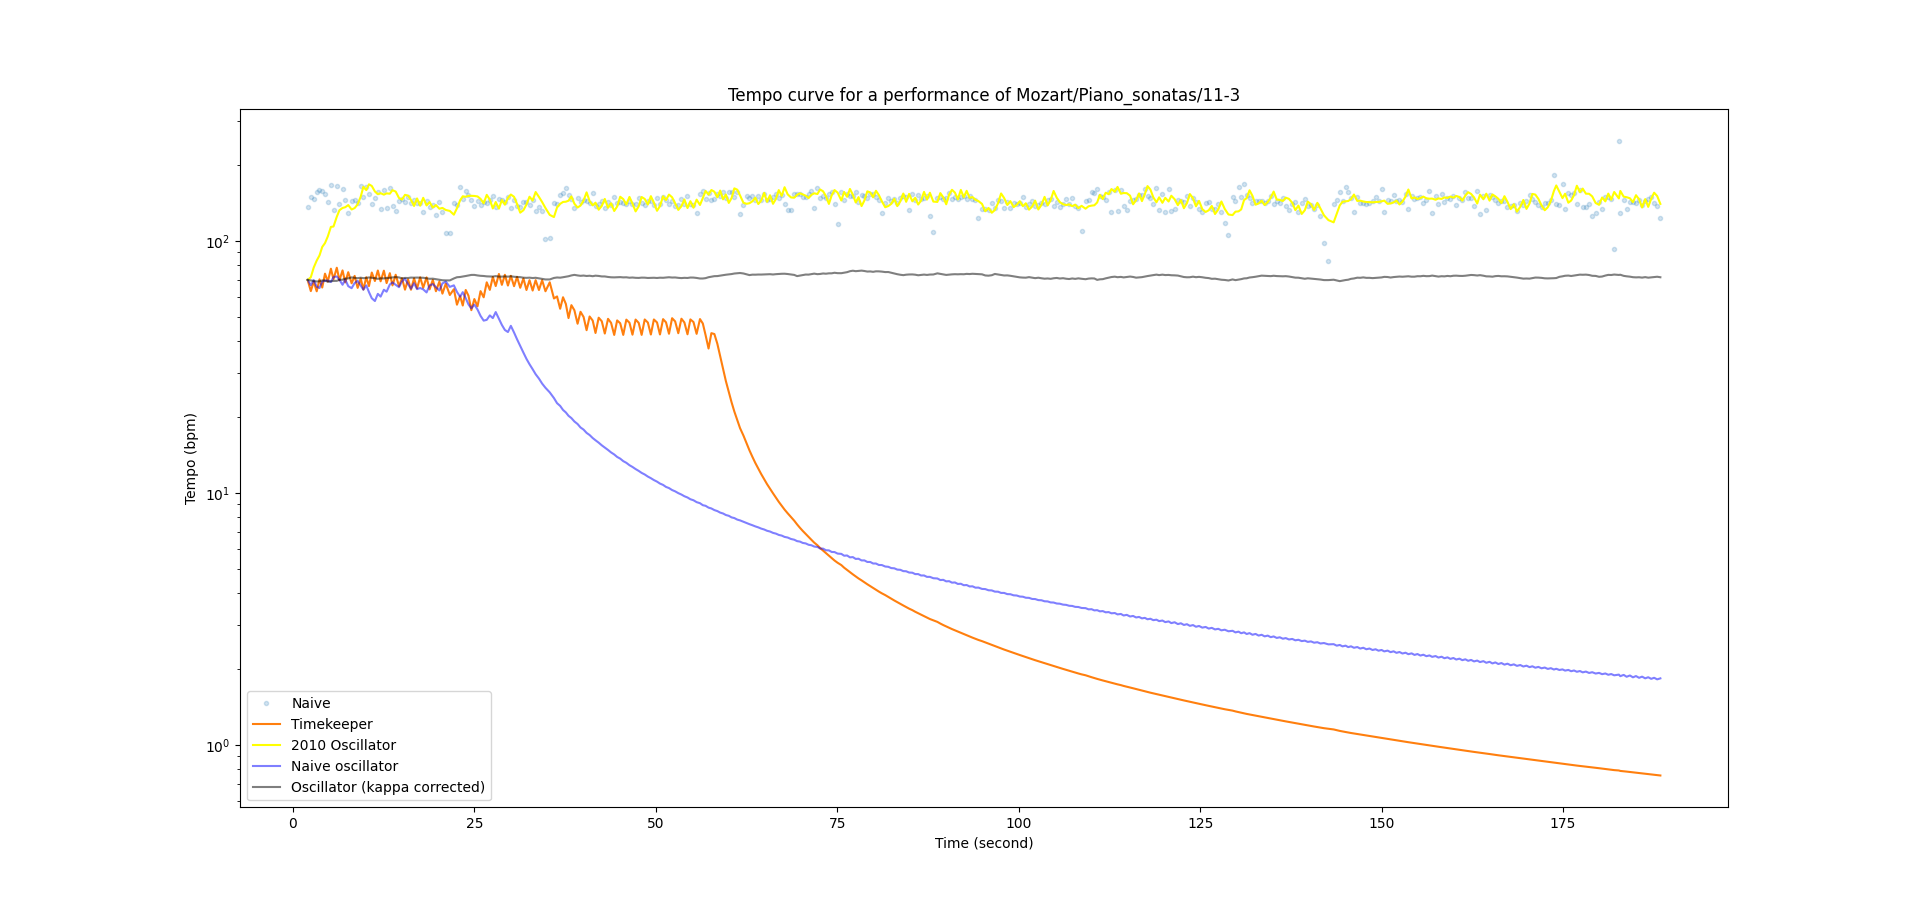 Tempo curve for a performance of Mozart/Piano_sonatas/11-3
Tempo (bpm)
10²
10¹
10⁰
Naive
Timekeeper
2010 Oscillator
Naive oscillator
Oscillator (kappa corrected)
0 25 50 75 100 125 150 175
Time (second)